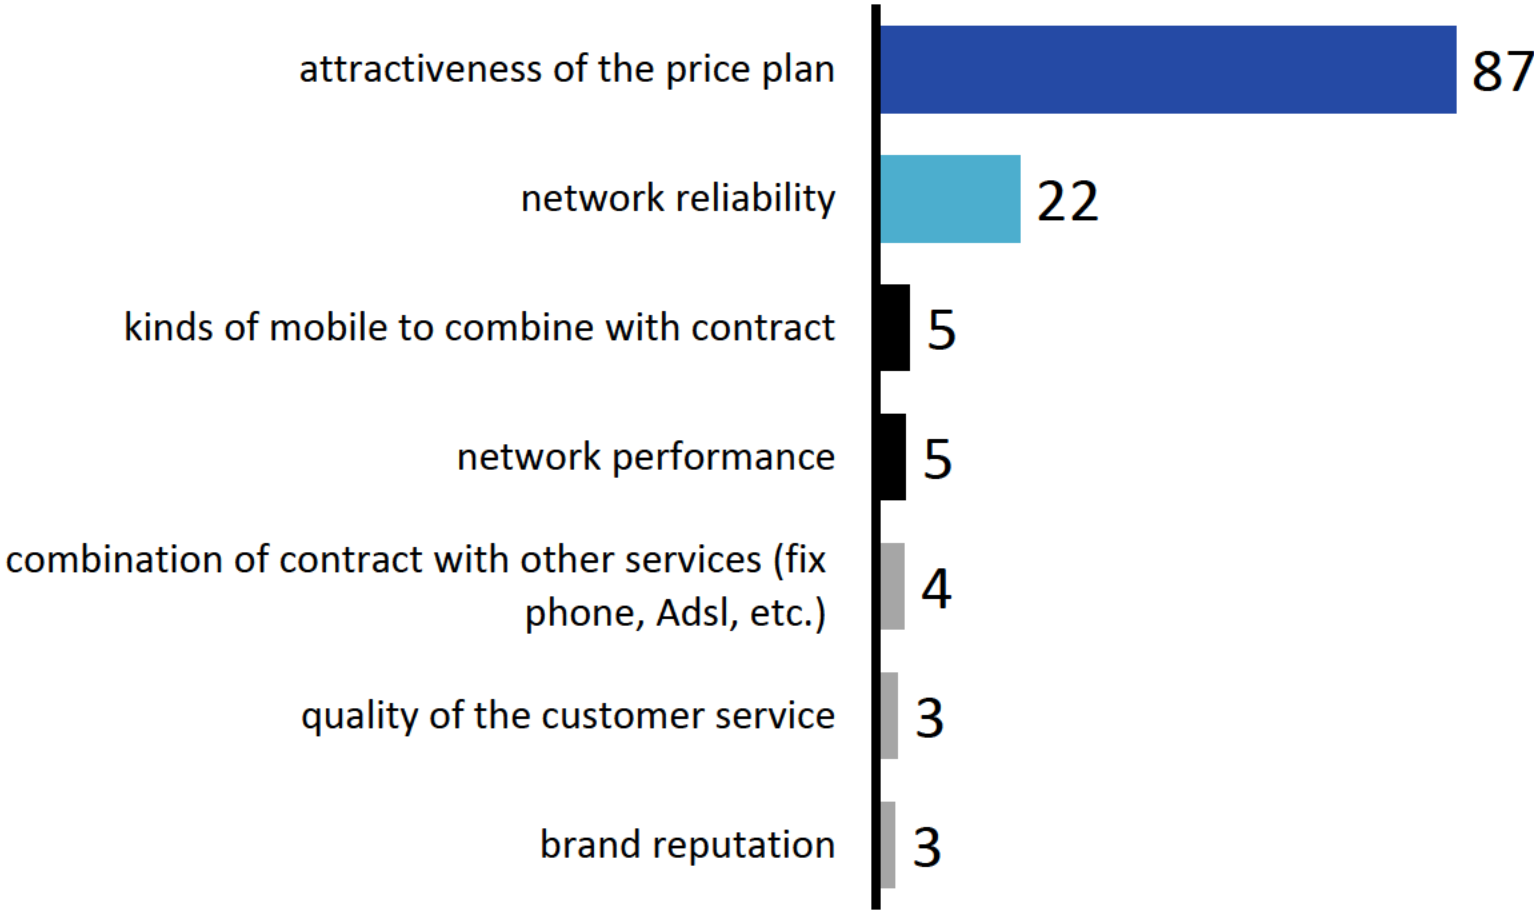 attractiveness of the price plan 87
network reliability 22
kinds of mobile to combine with contract 5
network performance 5
combination of contract with other services (fix
phone, Adsl, etc.) 4
quality of the customer service 3
brand reputation 3